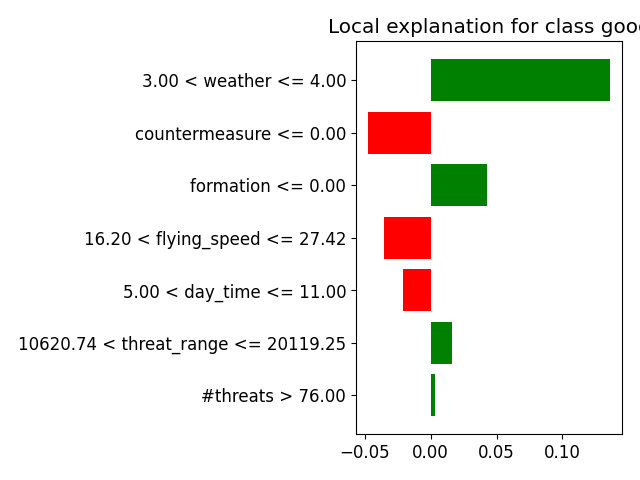 Local explanation for class good
3.00 < weather <= 4.00
countermeasure <= 0.00
formation <= 0.00
16.20 < flying_speed <= 27.42
5.00 < day_time <= 11.00
10620.74 < threat_range <= 20119.25
#threats > 76.00
−0.05 0.00 0.05 0.10